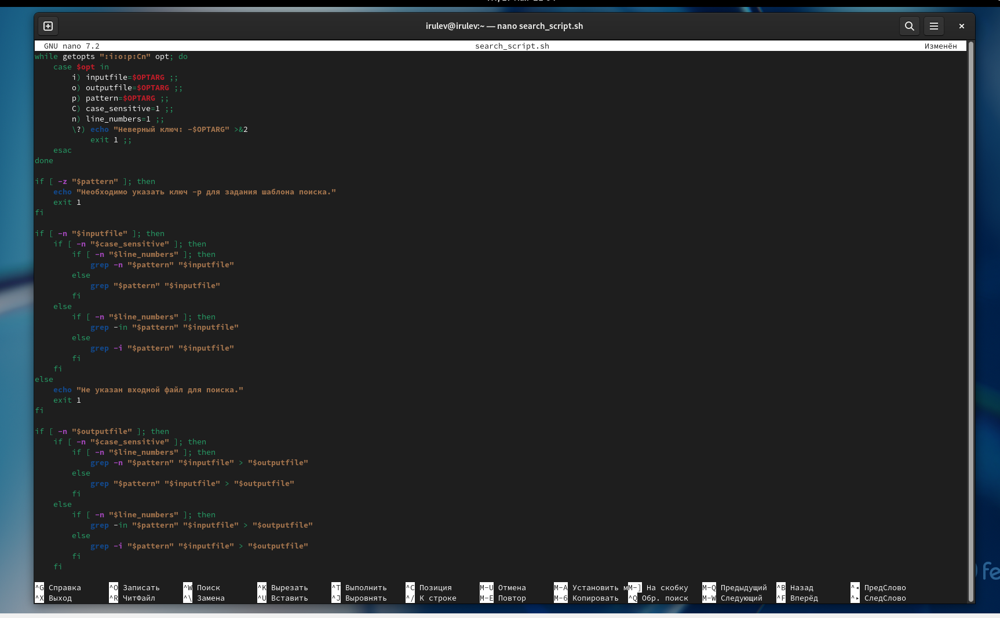 irulev@irulev:~ — nano search_script.sh
GNU nano 7.2 search_script.sh Изменён
while getopts ":i:o:p:Cn" opt; do
    case $opt in
        i) inputfile=$OPTARG ;;
        o) outputfile=$OPTARG ;;
        p) pattern=$OPTARG ;;
        C) case_sensitive=1 ;;
        n) line_numbers=1 ;;
        \?) echo "Неверный ключ: -$OPTARG" >&2
            exit 1 ;;
    esac
done
if [ -z "$pattern" ]; then
    echo "Необходимо указать ключ -p для задания шаблона поиска."
    exit 1
fi
if [ -n "$inputfile" ]; then
    if [ -n "$case_sensitive" ]; then
        if [ -n "$line_numbers" ]; then
            grep -n "$pattern" "$inputfile"
        else
            grep "$pattern" "$inputfile"
        fi
    else
        if [ -n "$line_numbers" ]; then
            grep -in "$pattern" "$inputfile"
        else
            grep -i "$pattern" "$inputfile"
        fi
    fi
else
    echo "Не указан входной файл для поиска."
    exit 1
fi
if [ -n "$outputfile" ]; then
    if [ -n "$case_sensitive" ]; then
        if [ -n "$line_numbers" ]; then
            grep -n "$pattern" "$inputfile" > "$outputfile"
        else
            grep "$pattern" "$inputfile" > "$outputfile"
        fi
    else
        if [ -n "$line_numbers" ]; then
            grep -in "$pattern" "$inputfile" > "$outputfile"
        else
            grep -i "$pattern" "$inputfile" > "$outputfile"
        fi
    fi
^G Справка ^O Записать ^W Поиск ^K Вырезать ^T Выполнить ^C Позиция M-U Отмена M-A Установить мM-] На скобку M-Q Предыдущий ^B Назад ^◂ ПредСлово
^X Выход ^R ЧитФайл ^\ Замена ^U Вставить ^J Выровнять ^/ К строке M-E Повтор M-6 Копировать ^Q Обр. поиск M-W Следующий ^F Вперёд ^▸ СледСлово